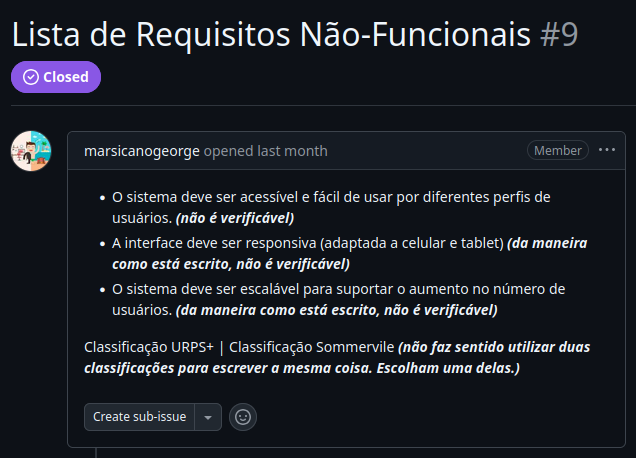 Lista de Requisitos Não-Funcionais #9
Closed
marsicanogeorge opened last month
Member
O sistema deve ser acessível e fácil de usar por diferentes perfis de
usuários. (não é verificável)
A interface deve ser responsiva (adaptada a celular e tablet) (da maneira
como está escrito, não é verificável)
O sistema deve ser escalável para suportar o aumento no número de
usuários. (da maneira como está escrito, não é verificável)
Classificação URPS+ | Classificação Sommervile (não faz sentido utilizar duas
classificações para escrever a mesma coisa. Escolham uma delas.)
Create sub-issue